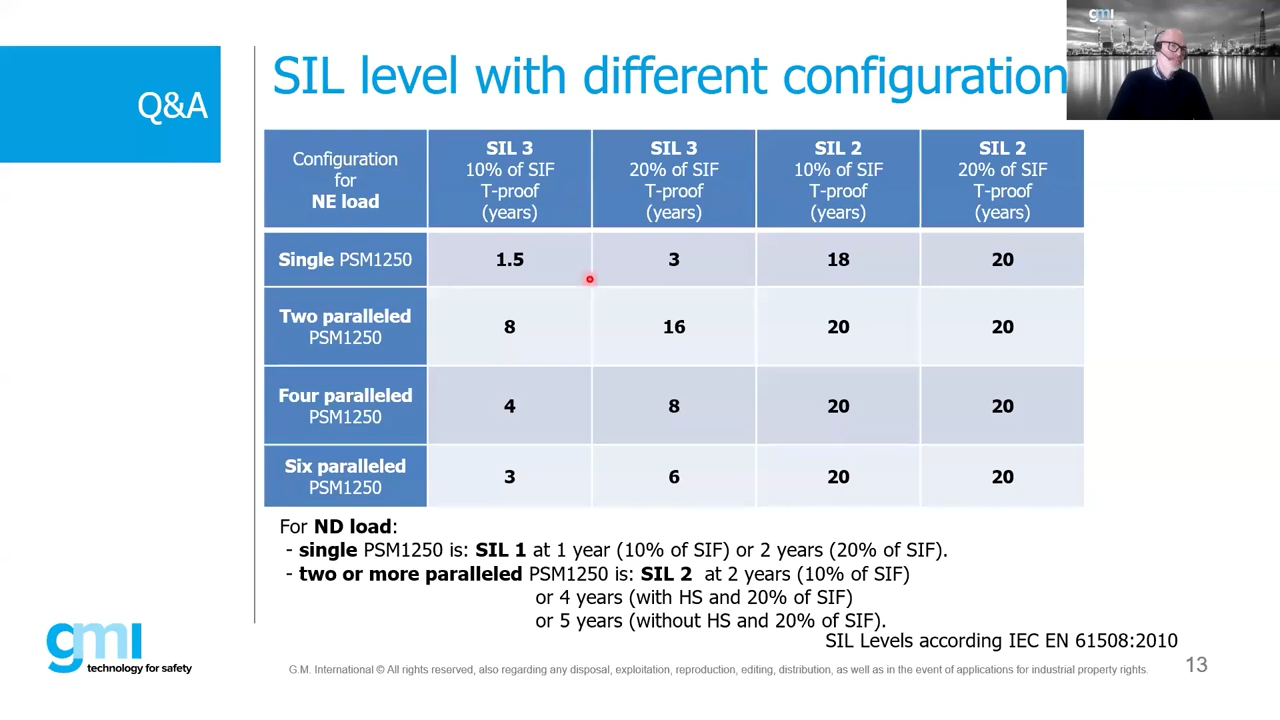 gmi
Q&A
SIL level with different configuration
Configuration
for
NE load
SIL 3
10% of SIF
T-proof
(years)
SIL 3
20% of SIF
T-proof
(years)
SIL 2
10% of SIF
T-proof
(years)
SIL 2
20% of SIF
T-proof
(years)
Single PSM1250
1.5
3
18
20
Two paralleled
PSM1250
8
16
20
20
Four paralleled
PSM1250
4
8
20
20
Six paralleled
PSM1250
3
6
20
20
For ND load:
- single PSM1250 is: SIL 1 at 1 year (10% of SIF) or 2 years (20% of SIF).
- two or more paralleled PSM1250 is: SIL 2 at 2 years (10% of SIF)
or 4 years (with HS and 20% of SIF)
or 5 years (without HS and 20% of SIF).
SIL Levels according IEC EN 61508:2010
gmi
technology for safety
G.M. International © All rights reserved, also regarding any disposal, exploitation, reproduction, editing, distribution, as well as in the event of applications for industrial property rights.
13